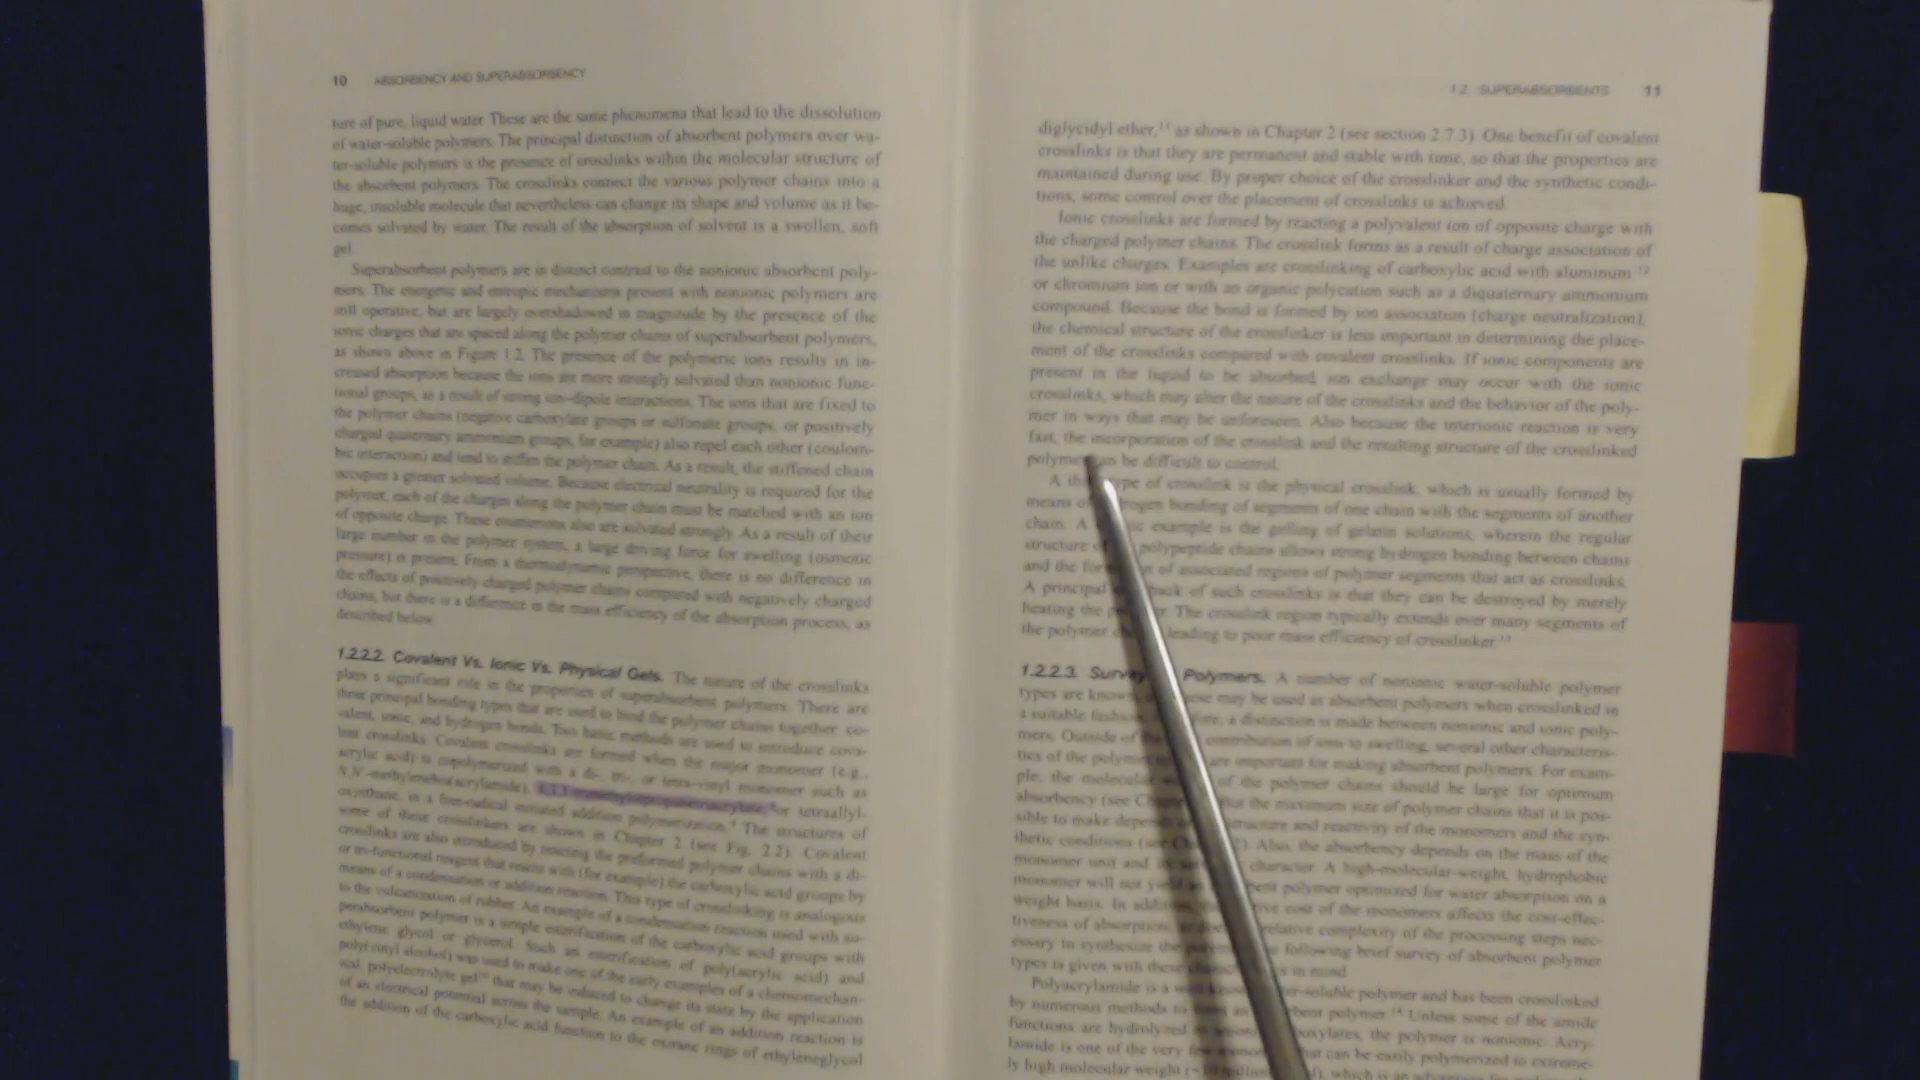 10 ABSORBENCY AND SUPERABSORBENCY
ture of pure, liquid water. These are the same phenomena that lead to the dissolution
of water-soluble polymers. The principal distinction of absorbent polymers over wa-
ter-soluble polymers is the presence of crosslinks within the molecular structure of
the absorbent polymers. The crosslinks connect the various polymer chains into a
huge, insoluble molecule that nevertheless can change its shape and volume as it be-
comes solvated by water. The result of the absorption of solvent is a swollen, soft
gel.
Superabsorbent polymers are in distinct contrast to the nonionic absorbent poly-
mers. The energetic and entropic mechanisms present with nonionic polymers are
still operative, but are largely overshadowed in magnitude by the presence of the
ionic charges that are spaced along the polymer chains of superabsorbent polymers,
as shown above in Figure 1.2. The presence of the polymeric ions results in in-
creased absorption because the ions are more strongly solvated than nonionic func-
tional groups, as a result of strong ion-dipole interactions. The ions that are fixed to
the polymer chains (negative carboxylate groups or sulfonate groups, or positively
charged quaternary ammonium groups, for example) also repel each other (coulom-
bic interaction) and tend to stiffen the polymer chain. As a result, the stiffened chain
occupies a greater solvated volume. Because electrical neutrality is required for the
polymer, each of the charges along the polymer chain must be matched with an ion
of opposite charge. These counterions also are solvated strongly. As a result of their
large number in the polymer system, a large driving force for swelling (osmotic
pressure) is present. From a thermodynamic perspective, there is no difference in
the effects of positively charged polymer chains compared with negatively charged
chains, but there is a difference in the mass efficiency of the absorption process, as
described below.
1.2.2.2. Covalent Vs. Ionic Vs. Physical Gels. The nature of the crosslinks
plays a significant role in the properties of superabsorbent polymers. There are
three principal bonding types that are used to bind the polymer chains together: co-
valent, ionic, and hydrogen bonds. Two basic methods are used to introduce cova-
lent crosslinks. Covalent crosslinks are formed when the major monomer (e.g.,
acrylic acid) is copolymerized with a di-, tri-, or tetra-vinyl monomer such as
N,N'-methylenebis(acrylamide), or tetraallyl-
oxyethane, in a free-radical initiated addition polymerization.⁹ The structures of
some of these crosslinkers are shown in Chapter 2 (see Fig. 2.2). Covalent
crosslinks are also introduced by reacting the preformed polymer chains with a di-
or tri-functional reagent that reacts with (for example) the carboxylic acid groups by
means of a condensation or addition reaction. This type of crosslinking is analogous
to the vulcanization of rubber. An example of a condensation reaction used with su-
perabsorbent polymer is a simple esterification of the carboxylic acid groups with
ethylene glycol or glycerol. Such an esterification of poly(acrylic acid) and
poly(vinyl alcohol) was used to make one of the early examples of a chemomechan-
ical, polyelectrolyte gel¹⁰ that may be induced to change its state by the application
of an electrical potential across the sample. An example of an addition reaction is
the addition of the carboxylic acid function to the oxirane rings of ethyleneglycol
1.2 SUPERABSORBENTS 11
diglycidyl ether,¹¹ as shown in Chapter 2 (see section 2.7.3). One benefit of covalent
crosslinks is that they are permanent and stable with time, so that the properties are
maintained during use. By proper choice of the crosslinker and the synthetic condi-
tions, some control over the placement of crosslinks is achieved.
Ionic crosslinks are formed by reacting a polyvalent ion of opposite charge with
the charged polymer chains. The crosslink forms as a result of charge association of
the unlike charges. Examples are crosslinking of carboxylic acid with aluminum ¹²
or chromium ion or with an organic polycation such as a diquaternary ammonium
compound. Because the bond is formed by ion association (charge neutralization),
the chemical structure of the crosslinker is less important in determining the place-
ment of the crosslinks compared with covalent crosslinks. If ionic components are
present in the liquid to be absorbed, ion exchange may occur with the ionic
crosslinks, which may alter the nature of the crosslinks and the behavior of the poly-
mer in ways that may be unforeseen. Also because the interionic reaction is very
fast, the incorporation of the crosslink and the resulting structure of the crosslinked
polymer can be difficult to control.
A type of crosslink is the physical crosslink, which is usually formed by
means of bonding of segments of one chain with the segments of another
chain. A example is the gelling of gelatin solutions, wherein the regular
structure polypeptide chains allows strong hydrogen bonding between chains
and the of associated regions of polymer segments that act as crosslinks.
A principal of such crosslinks is that they can be destroyed by merely
heating the The crosslink region typically extends over many segments of
the polymer leading to poor mass efficiency of crosslinker.¹³
1.2.2.3. Survey Polymers. A number of nonionic water-soluble polymer
types are known, may be used as absorbent polymers when crosslinked in
a suitable fashion. a distinction is made between nonionic and ionic poly-
mers. Outside of the contribution of ions to swelling, several other characteris-
tics of the polymer are important for making absorbent polymers. For exam-
ple, the molecular of the polymer chains should be large for optimum
absorbency (see but the maximum size of polymer chains that it is pos-
sible to make depends structure and reactivity of the monomers and the syn-
thetic conditions (see Also, the absorbency depends on the mass of the
monomer unit and character. A high-molecular-weight, hydrophobic
monomer will not yield polymer optimized for water absorption on a
weight basis. In addition, cost of the monomers affects the cost-effec-
tiveness of absorption, relative complexity of the processing steps nec-
essary to synthesize the following brief survey of absorbent polymer
types is given with these in mind.
Polyacrylamide is a polymer and has been crosslinked
by numerous methods to polymer.¹⁴ Unless some of the amide
functions are hydrolyzed the polymer is nonionic. Acry-
lamide is one of the very few that can be easily polymerized to extreme-
ly high molecular weight which is an